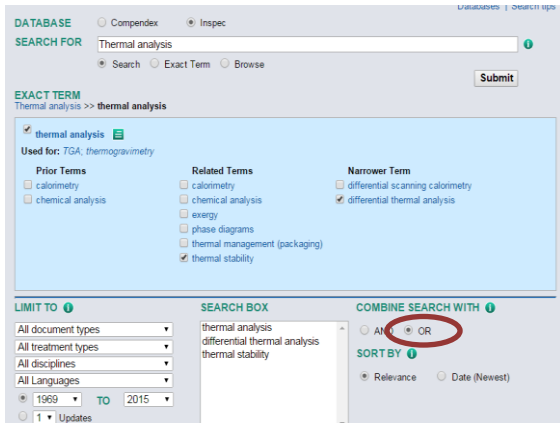 Databases | Search tips
DATABASE Compendex Inspec
SEARCH FOR Thermal analysis
Search Exact Term Browse
Submit
EXACT TERM
Thermal analysis >> thermal analysis
thermal analysis
Used for: TGA; thermogravimetry
Prior Terms Related Terms Narrower Term
calorimetry calorimetry differential scanning calorimetry
chemical analysis chemical analysis differential thermal analysis
exergy
phase diagrams
thermal management (packaging)
thermal stability
LIMIT TO SEARCH BOX COMBINE SEARCH WITH
All document types thermal analysis AND OR
All treatment types differential thermal analysis
All disciplines thermal stability SORT BY
All Languages Relevance Date (Newest)
1969 TO 2015
1 Updates